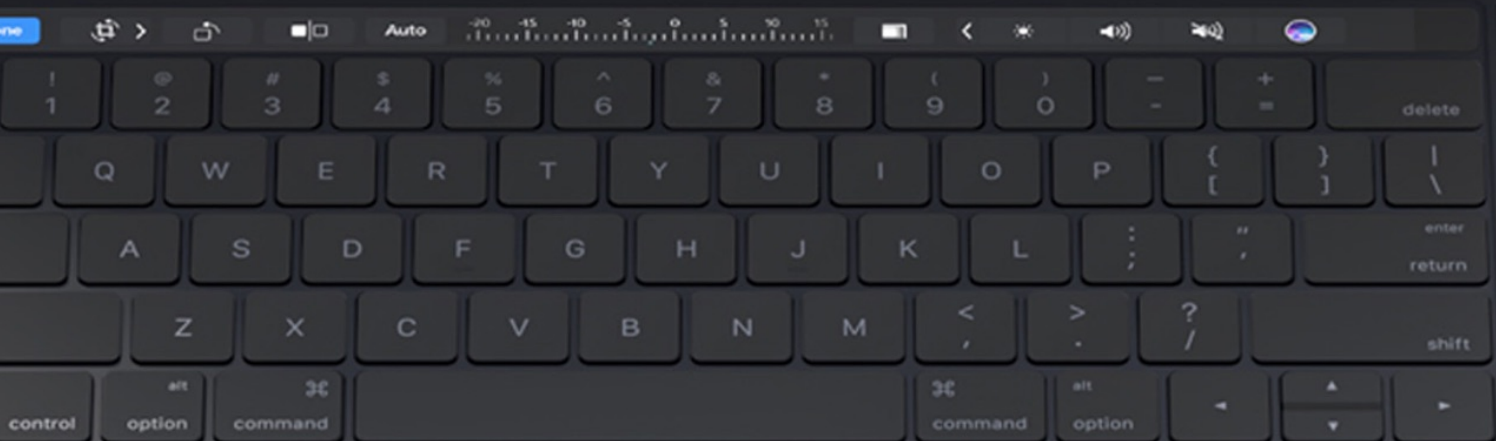 Auto -20 -15 -10 -5 0 5 10 15
! @ # $ % ^ & * ( ) — +
1 2 3 4 5 6 7 8 9 0 - = delete
Q W E R T Y U I O P { [ } ] | \
A S D F G H J K L : ; " ' enter return
Z X C V B N M < , > . ? / shift
alt ⌘ ⌘ alt
control option command command option